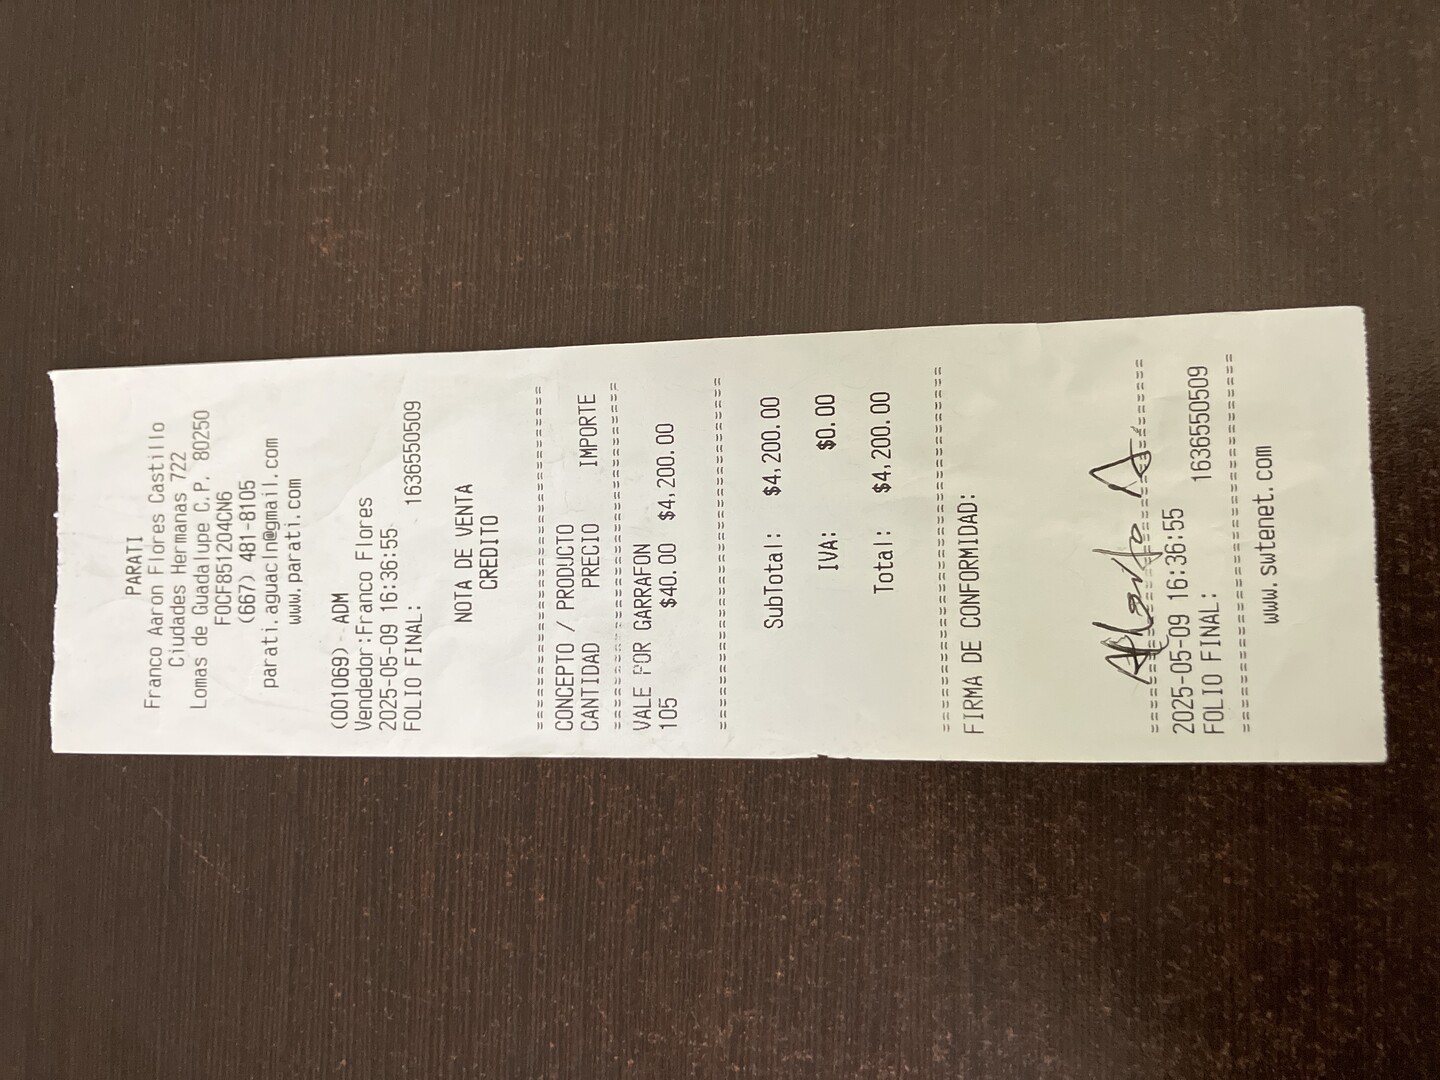 PARATI
Franco Aaron Flores Castillo
Ciudades Hermanas 722
Lomas de Guadalupe C.P. 80250
FOCF851204CN6
(667) 481-8105
parati.aguacln@gmail.com
www.parati.com
(001069) - ADM
Vendedor:Franco Flores
2025-05-09 16:36:55
FOLIO FINAL: 1636550509
NOTA DE VENTA
CREDITO
==============================
CONCEPTO / PRODUCTO
CANTIDAD PRECIO IMPORTE
==============================
VALE POR GARRAFON
105 $40.00 $4,200.00
==============================
SubTotal: $4,200.00
IVA: $0.00
Total: $4,200.00
==============================
FIRMA DE CONFORMIDAD:
==============================
2025-05-09 16:36:55
FOLIO FINAL: 1636550509
==============================
www.swtenet.com